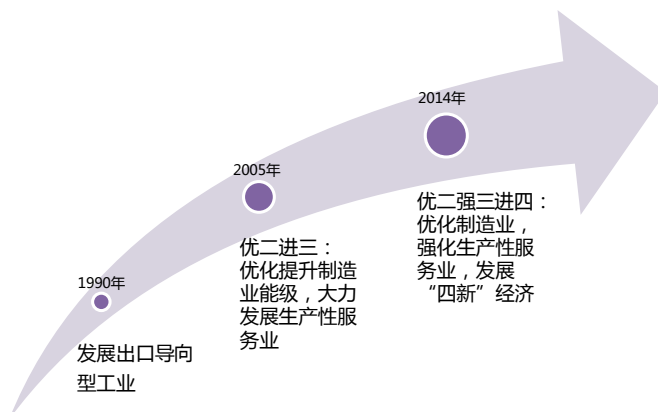 2014年
2005年
优二强三进四：
优化制造业，
强化生产性服
务业，发展
“四新”经济
优二进三：
优化提升制造
业能级，大力
发展生产性服
务业
1990年
发展出口导向
型工业